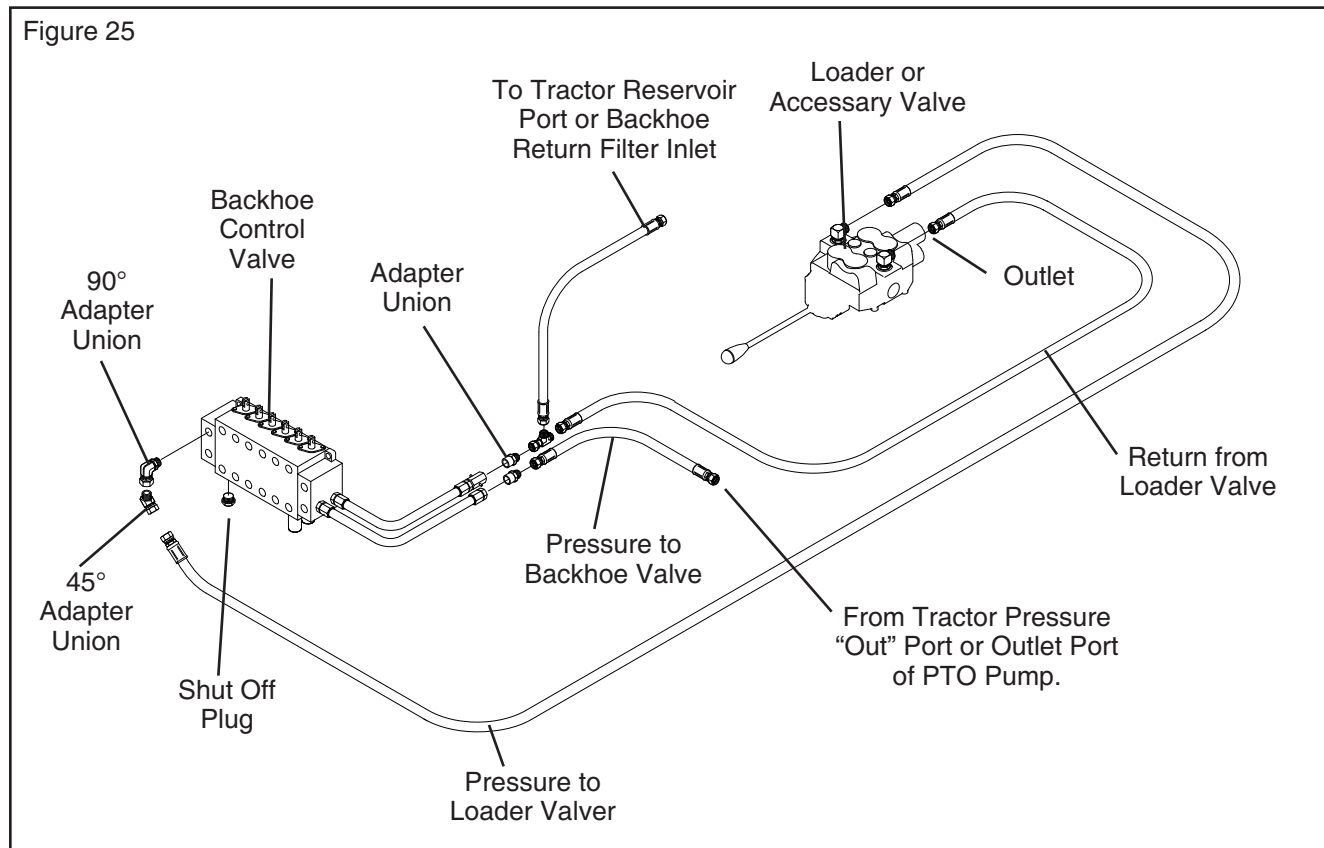 Figure 25
To Tractor Reservoir
Port or Backhoe
Return Filter Inlet
Loader or
Accessary Valve
Backhoe
Control
Valve
90°
Adapter
Union
Adapter
Union
Outlet
Return from
Loader Valve
Pressure to
Backhoe Valve
45°
Adapter
Union
From Tractor Pressure
“Out” Port or Outlet Port
of PTO Pump.
Shut Off
Plug
Pressure to
Loader Valver